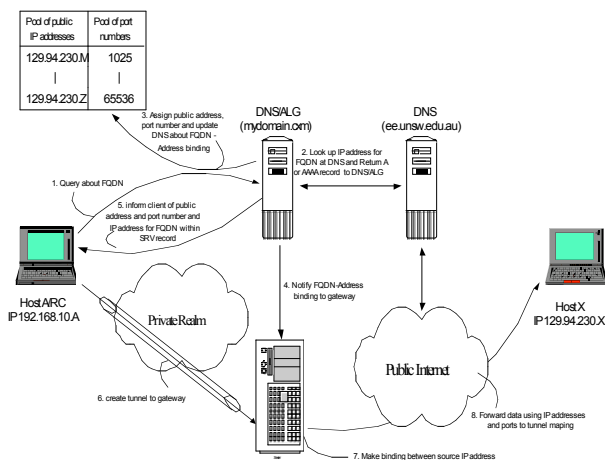 Pool of public
IP addresses
Pool of port
numbers
129.94.230.M
1025
|
|
129.94.230.Z
65536
3. Assign public address,
port number and update
DNS about FQDN -
Address binding
DNS/ALG
(mydomain.com)
DNS
(ee.unsw.edu.au)
2. Look up IP address for
FQDN at DNS and Return A
or AAAA record to DNS/ALG
1. Query about FQDN
5. inform client of public
address and port number and
IP address for FQDN within
SRV record
4. Notify FQDN-Address
binding to gateway
Host A/RC
IP 192.168.10.A
Private Realm
Host X
IP 129.94.230.X
Public Internet
6. create tunnel to gateway
8. Forward data using IP addresses
and ports to tunnel maping
7. Make binding between source IP address